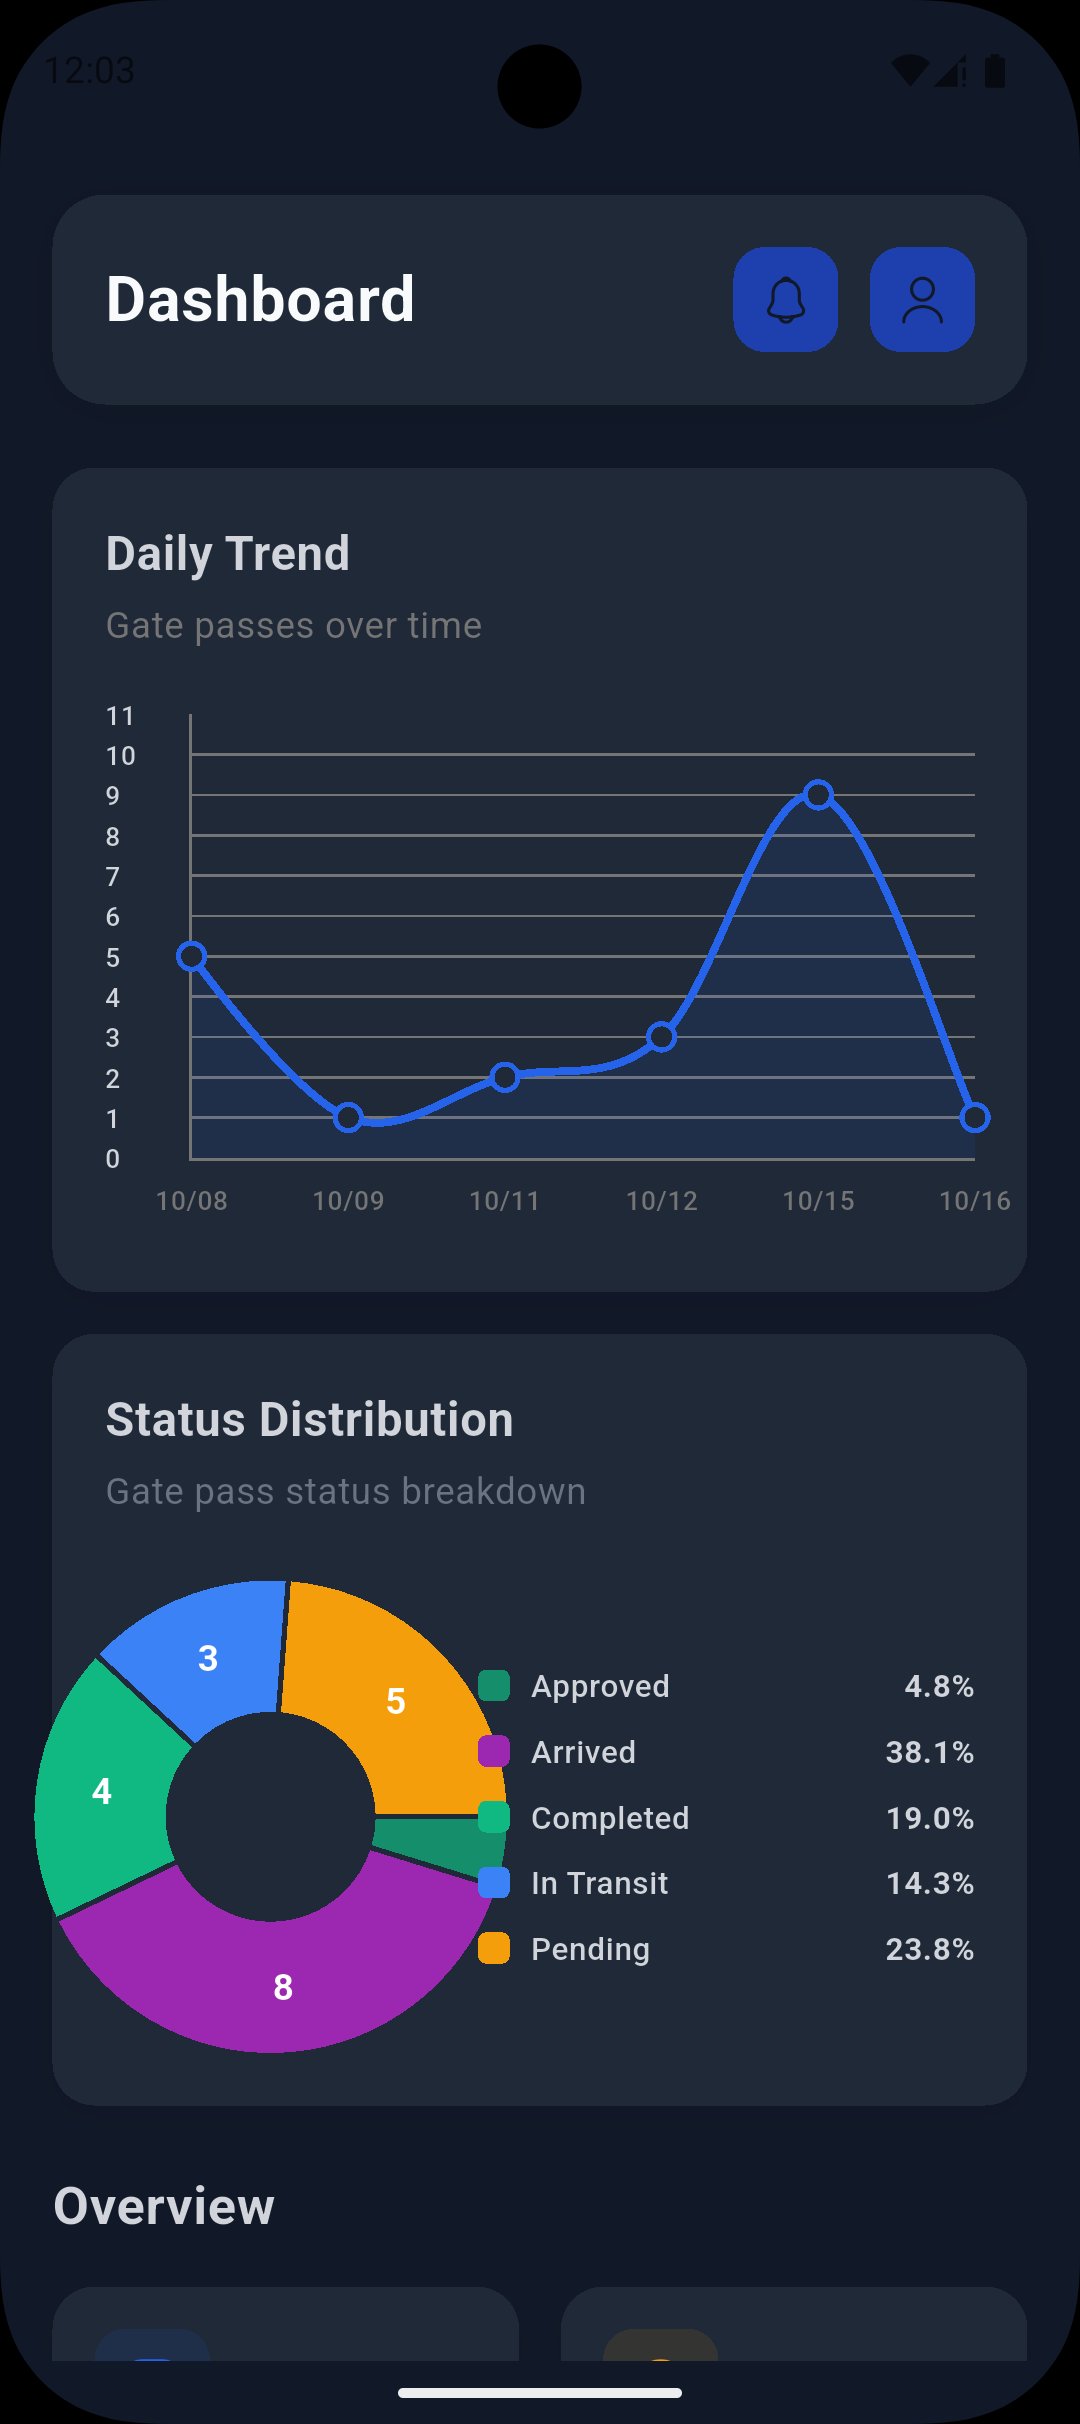 12:03
Dashboard
Daily Trend
Gate passes over time
11
10
9
8
7
6
5
4
3
2
1
0
10/08 10/09 10/11 10/12 10/15 10/16
Status Distribution
Gate pass status breakdown
3
5
4
8
Approved 4.8%
Arrived 38.1%
Completed 19.0%
In Transit 14.3%
Pending 23.8%
Overview